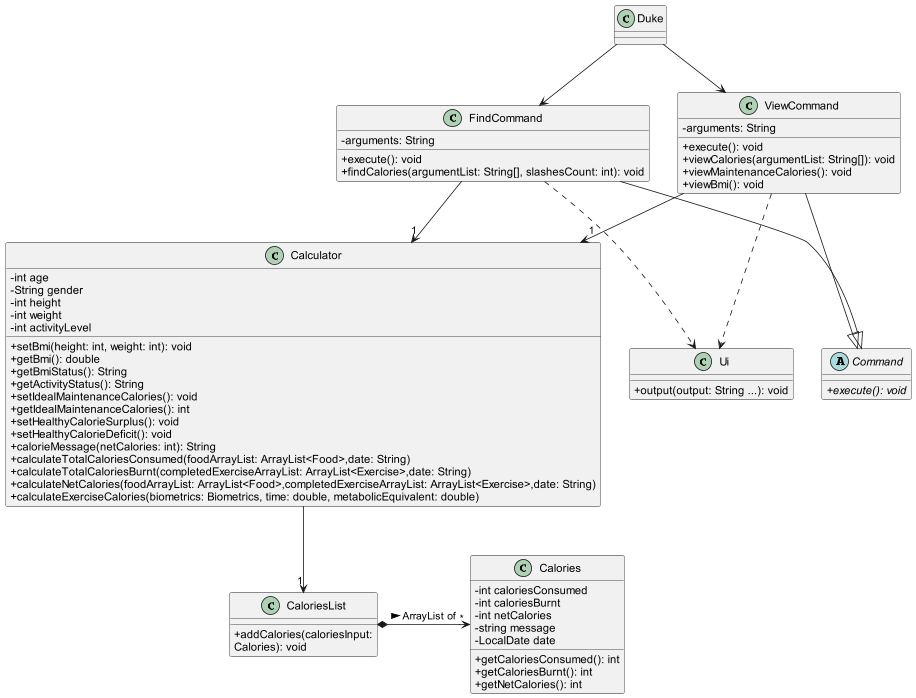 C Duke
C FindCommand
-arguments: String
+execute(): void
+findCalories(argumentList: String[], slashesCount: int): void
C ViewCommand
-arguments: String
+execute(): void
+viewCalories(argumentList: String[]): void
+viewMaintenanceCalories(): void
+viewBmi(): void
1
1
C Calculator
-int age
-String gender
-int height
-int weight
-int activityLevel
+setBmi(height: int, weight: int): void
+getBmi(): double
+getBmiStatus(): String
+getActivityStatus(): String
+setIdealMaintenanceCalories(): void
+getIdealMaintenanceCalories(): int
+setHealthyCalorieSurplus(): void
+setHealthyCalorieDeficit(): void
+calorieMessage(netCalories: int): String
+calculateTotalCaloriesConsumed(foodArrayList: ArrayList<Food>,date: String)
+calculateTotalCaloriesBurnt(completedExerciseArrayList: ArrayList<Exercise>,date: String)
+calculateNetCalories(foodArrayList: ArrayList<Food>,completedExerciseArrayList: ArrayList<Exercise>,date: String)
+calculateExerciseCalories(biometrics: Biometrics, time: double, metabolicEquivalent: double)
C Ui
+output(output: String ...): void
A Command
+execute(): void
1
C CaloriesList
+addCalories(caloriesInput:
Calories): void
ArrayList of *
C Calories
-int caloriesConsumed
-int caloriesBurnt
-int netCalories
-string message
-LocalDate date
+getCaloriesConsumed(): int
+getCaloriesBurnt(): int
+getNetCalories(): int